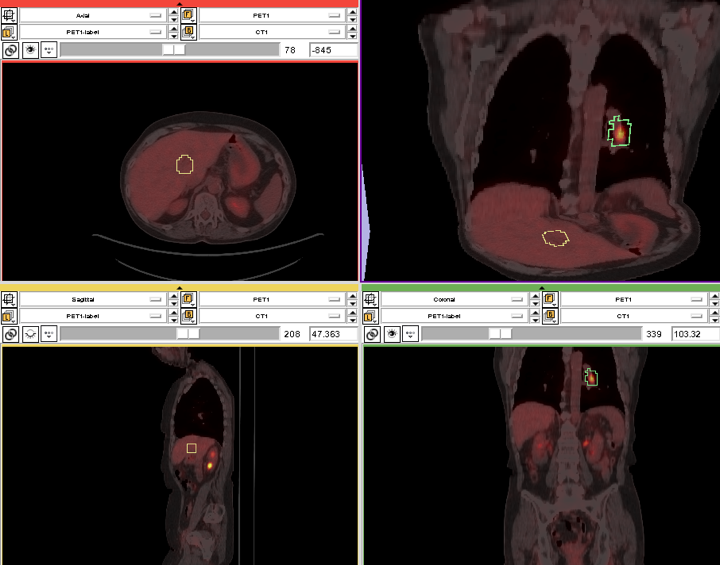 Axial PET1
PET1-label CT1
78 -845
Sagittal PET1
PET1-label CT1
208 47.363
Coronal PET1
PET1-label CT1
339 103.32